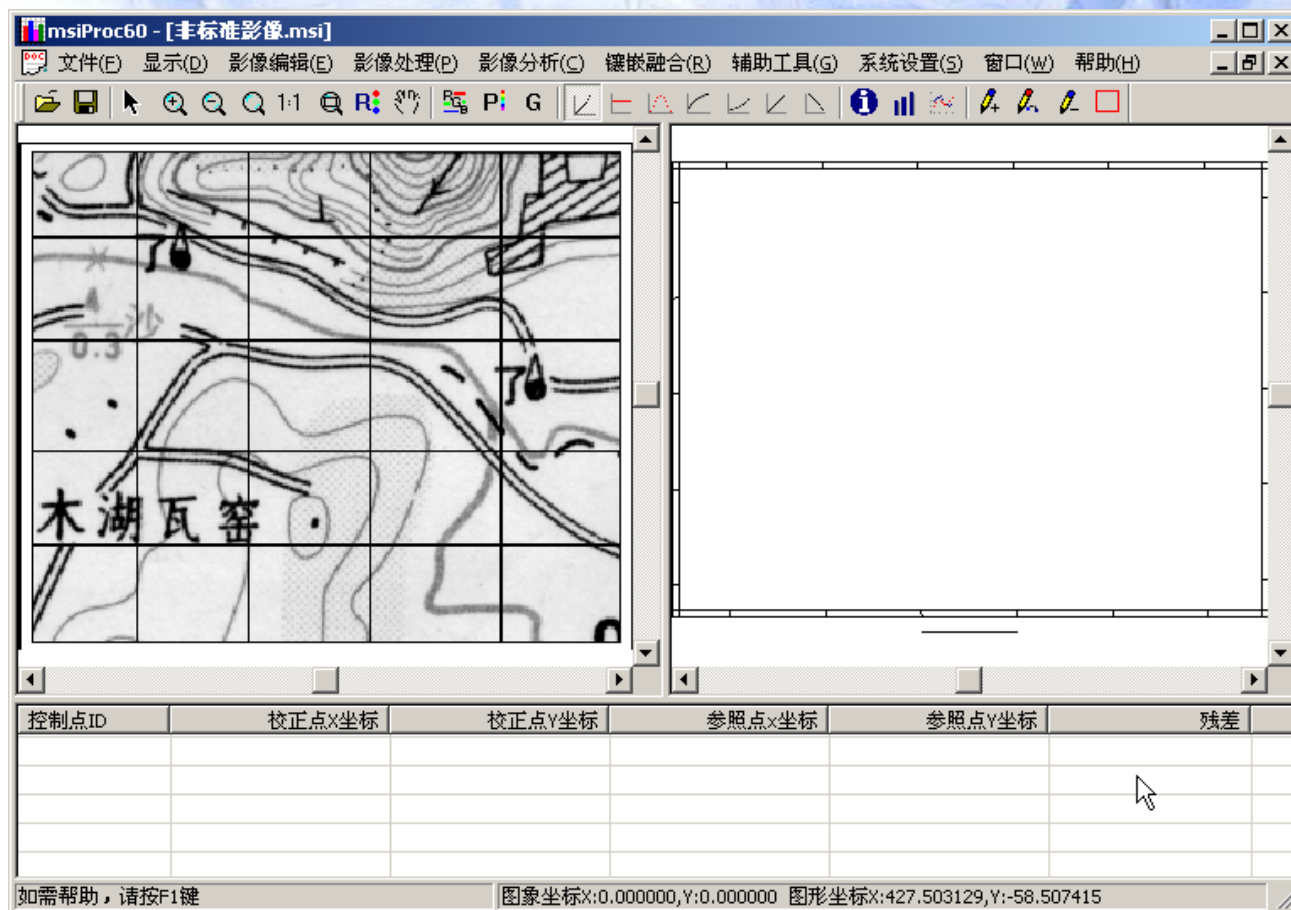 msiProc60 - [非标准影像.msi]
文件(F) 显示(D) 影像编辑(E) 影像处理(P) 影像分析(C) 镶嵌融合(R) 辅助工具(G) 系统设置(S) 窗口(W) 帮助(H)
1:1 R RGB P G
了
4
0.3
沙
了
木湖瓦窑
控制点ID 校正点X坐标 校正点Y坐标 参照点x坐标 参照点Y坐标 残差
如需帮助，请按F1键 图象坐标X:0.000000,Y:0.000000 图形坐标X:427.503129,Y:-58.507415